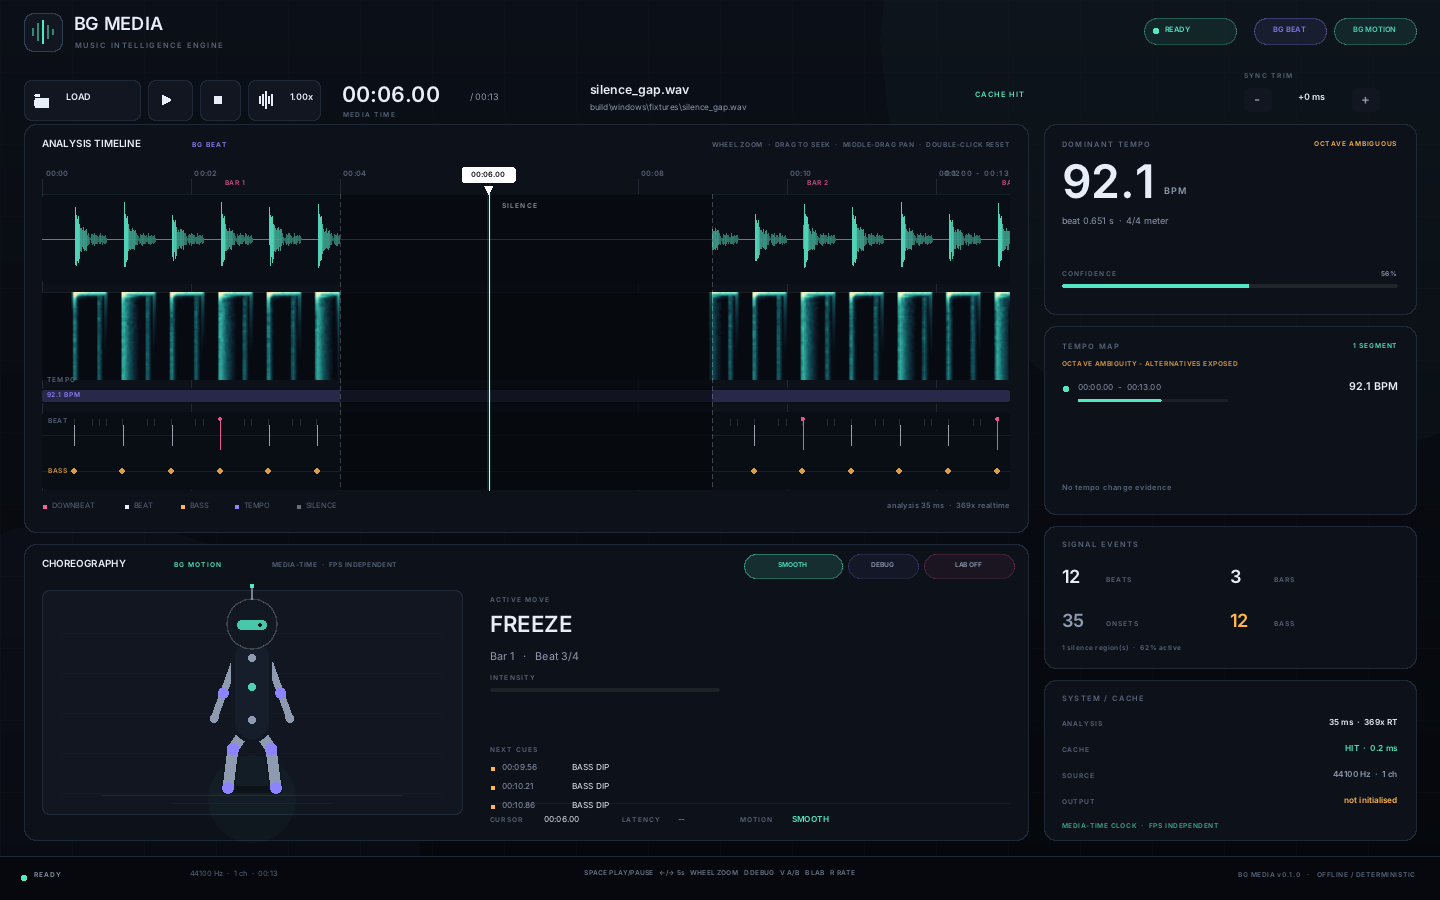 BG MEDIA
MUSIC INTELLIGENCE ENGINE
READY
BG BEAT
BG MOTION
LOAD
1.00x
00:06.00
/ 00:13
MEDIA TIME
silence_gap.wav
build\windows\fixtures\silence_gap.wav
CACHE HIT
SYNC TRIM
- +0 ms +
ANALYSIS TIMELINE
BG BEAT
WHEEL ZOOM · DRAG TO SEEK · MIDDLE-DRAG PAN · DOUBLE-CLICK RESET
00:00 00:02 00:04 00:06.00 00:08 00:10 00 - 00:13
BAR 1 BAR 2 BA
SILENCE
TEMPO
92.1 BPM
BEAT
BASS
DOWNBEAT BEAT BASS TEMPO SILENCE
analysis 35 ms · 369x realtime
DOMINANT TEMPO
OCTAVE AMBIGUOUS
92.1 BPM
beat 0.651 s · 4/4 meter
CONFIDENCE 56%
TEMPO MAP
1 SEGMENT
OCTAVE AMBIGUITY - ALTERNATIVES EXPOSED
00:00.00 - 00:13.00
92.1 BPM
No tempo change evidence
SIGNAL EVENTS
12 BEATS 3 BARS
35 ONSETS 12 BASS
1 silence region(s) · 62% active
SYSTEM / CACHE
ANALYSIS 35 ms · 369x RT
CACHE HIT · 0.2 ms
SOURCE 44100 Hz · 1 ch
OUTPUT not initialised
MEDIA-TIME CLOCK · FPS INDEPENDENT
CHOREOGRAPHY
BG MOTION
MEDIA-TIME · FPS INDEPENDENT
SMOOTH
DEBUG
LAB OFF
ACTIVE MOVE
FREEZE
Bar 1 · Beat 3/4
INTENSITY
NEXT CUES
00:09.56 BASS DIP
00:10.21 BASS DIP
00:10.86 BASS DIP
CURSOR 00:06.00 LATENCY -- MOTION SMOOTH
READY
44100 Hz · 1 ch · 00:13
SPACE PLAY/PAUSE ←/→ 5s WHEEL ZOOM D DEBUG V A/B B LAB R RATE
BG MEDIA v0.1.0 · OFFLINE / DETERMINISTIC